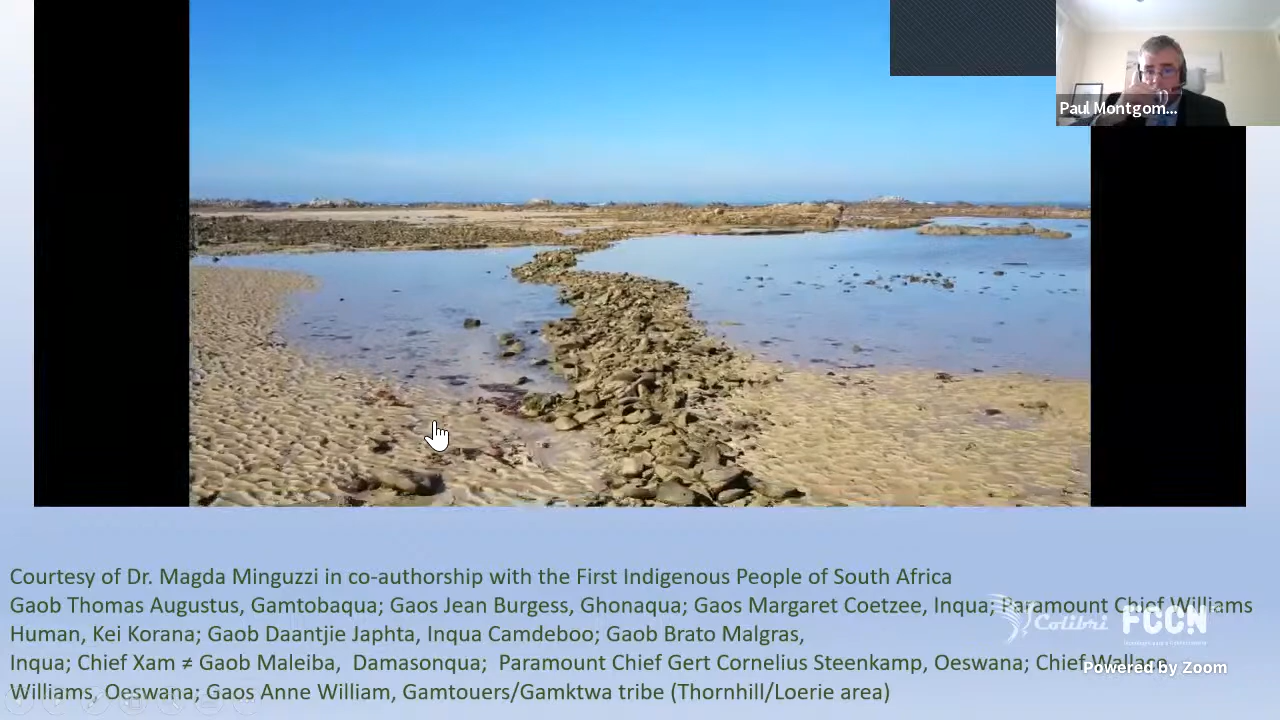 Paul Montgom...
Courtesy of Dr. Magda Minguzzi in co-authorship with the First Indigenous People of South Africa
Gaob Thomas Augustus, Gamtobaqua; Gaos Jean Burgess, Ghonaqua; Gaos Margaret Coetzee, Inqua; Paramount Chief Williams
Human, Kei Korana; Gaob Daantjie Japhta, Inqua Camdeboo; Gaob Brato Malgras,
Inqua; Chief Xam ≠ Gaob Maleiba, Damasonqua; Paramount Chief Gert Cornelius Steenkamp, Oeswana; Chief Wallace
Williams, Oeswana; Gaos Anne William, Gamtouers/Gamktwa tribe (Thornhill/Loerie area)
Colibri FCCN
Powered by Zoom